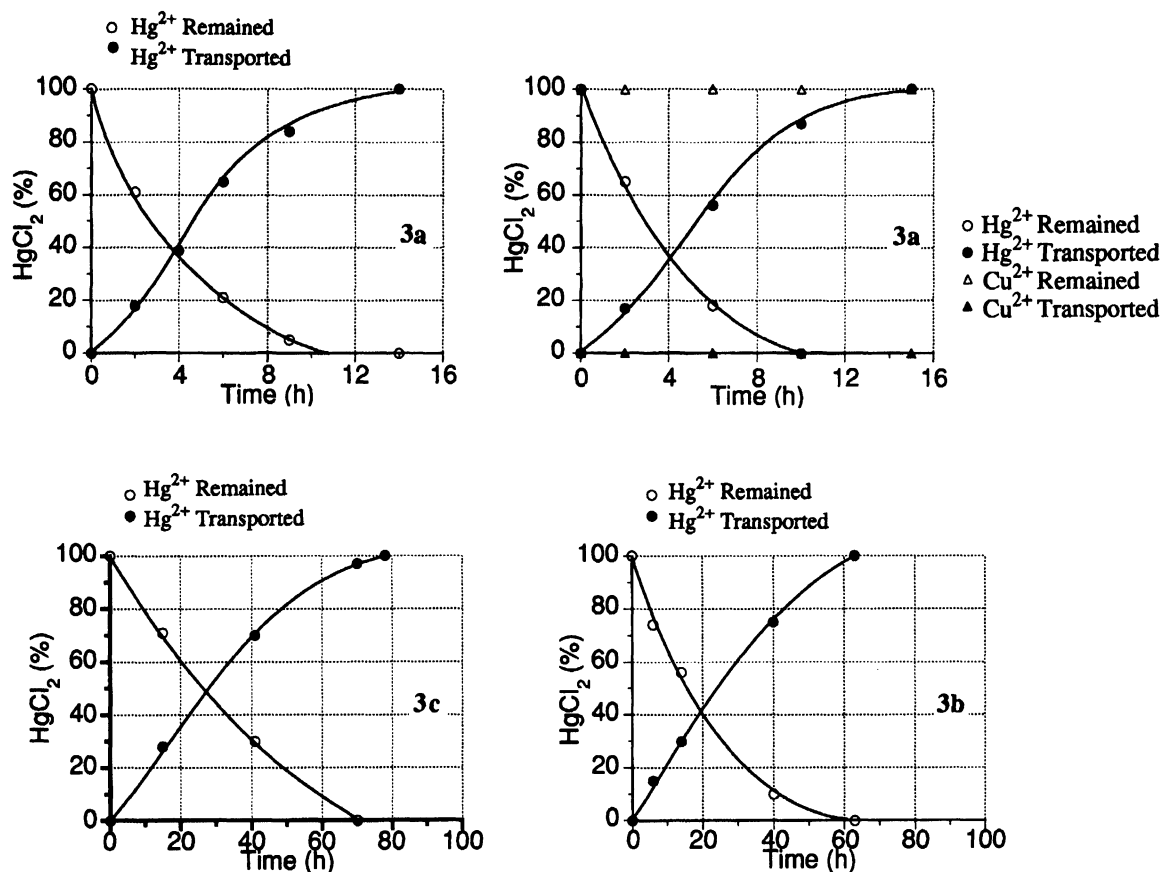 ○ Hg²⁺ Remained
● Hg²⁺ Transported
100
80
60
40
20
0
HgCl₂ (%)
3a
0 4 8 12 16
Time (h)
100
80
60
40
20
0
HgCl₂ (%)
3a
0 4 8 12 16
Time (h)
○ Hg²⁺ Remained
● Hg²⁺ Transported
△ Cu²⁺ Remained
▲ Cu²⁺ Transported
○ Hg²⁺ Remained
● Hg²⁺ Transported
100
80
60
40
20
0
HgCl₂ (%)
3c
0 20 40 60 80 100
Time (h)
○ Hg²⁺ Remained
● Hg²⁺ Transported
100
80
60
40
20
0
HgCl₂ (%)
3b
0 20 40 60 80 100
Time (h)